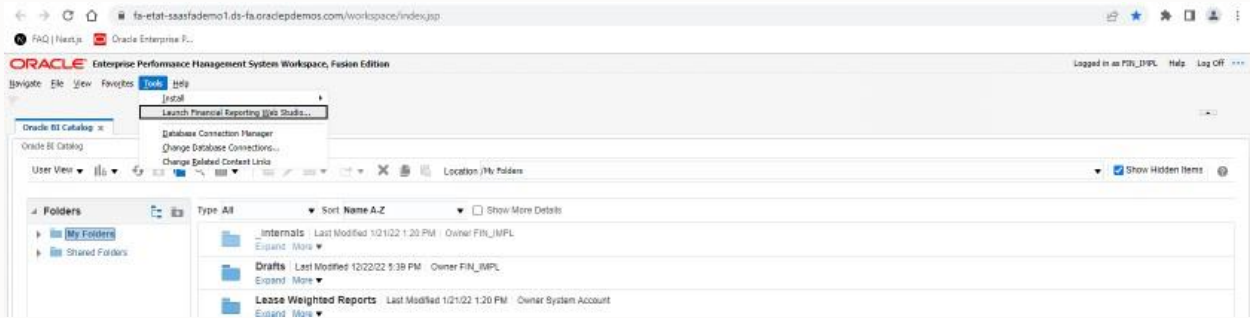 fa-etat-saasfademo1.ds-fa.oraclepdemos.com/workspace/index.jsp
FAQ | Next.js Oracle Enterprise P...
ORACLE Enterprise Performance Management System Workspace, Fusion Edition Logged in as FIN_IMPL Help Log Off
Navigate File View Favorites Tools Help
Install
Launch Financial Reporting Web Studio...
Oracle BI Catalog x
Database Connection Manager
Oracle BI Catalog
Change Database Connections...
Change Related Content Links
User View Location /My Folders Show Hidden Items
Folders Type All Sort Name A-Z Show More Details
My Folders
_internals Last Modified 1/21/22 1:20 PM Owner FIN_IMPL
Expand More
Shared Folders
Drafts Last Modified 12/22/22 5:39 PM Owner FIN_IMPL
Expand More
Lease Weighted Reports Last Modified 1/21/22 1:20 PM Owner System Account
Expand More